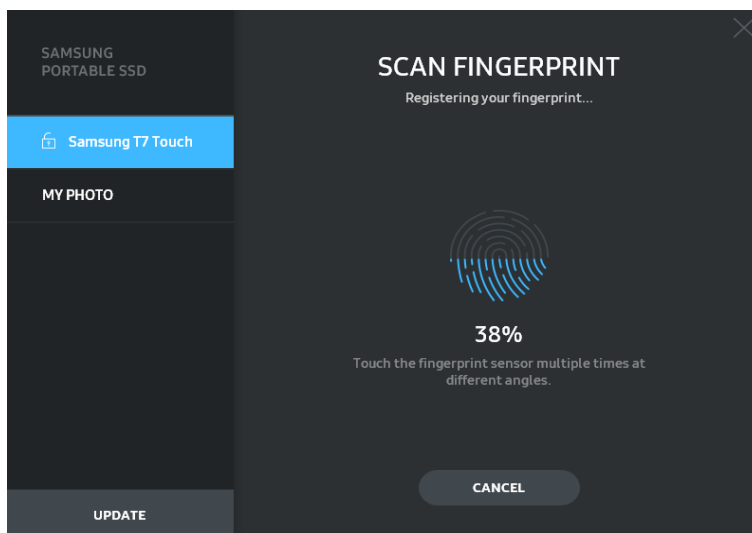 SAMSUNG
PORTABLE SSD
Samsung T7 Touch
MY PHOTO
UPDATE
SCAN FINGERPRINT
Registering your fingerprint...
38%
Touch the fingerprint sensor multiple times at
different angles.
CANCEL